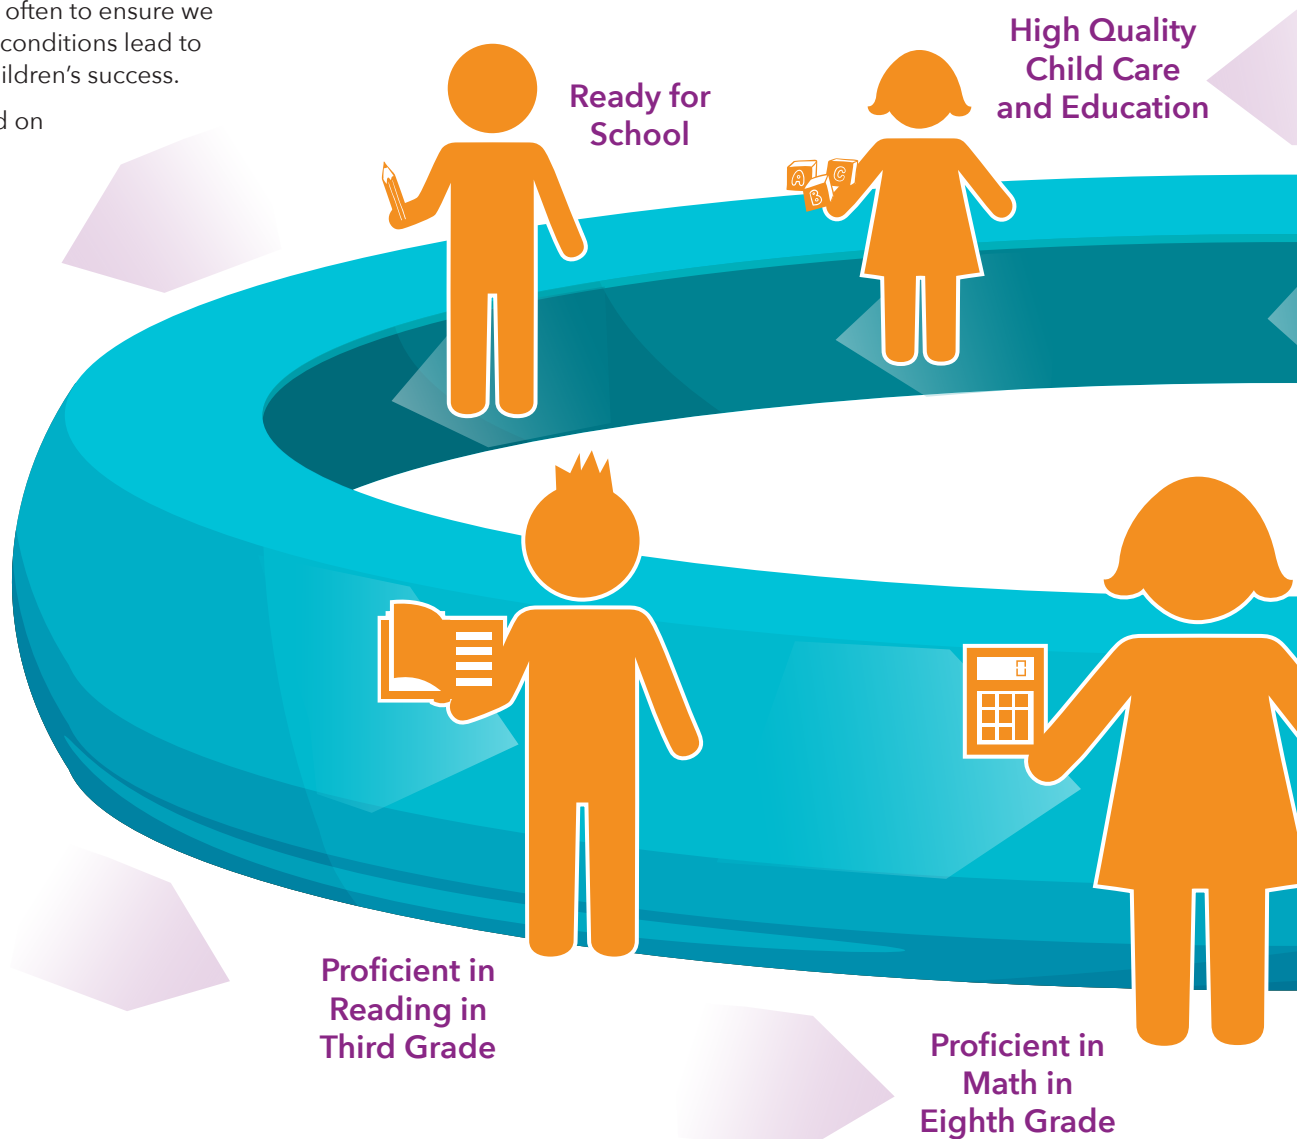 often to ensure we
conditions lead to
ildren’s success.
d on
High Quality
Child Care
and Education
Ready for
School
A
C
B
0
Proficient in
Reading in
Third Grade
Proficient in
Math in
Eighth Grade